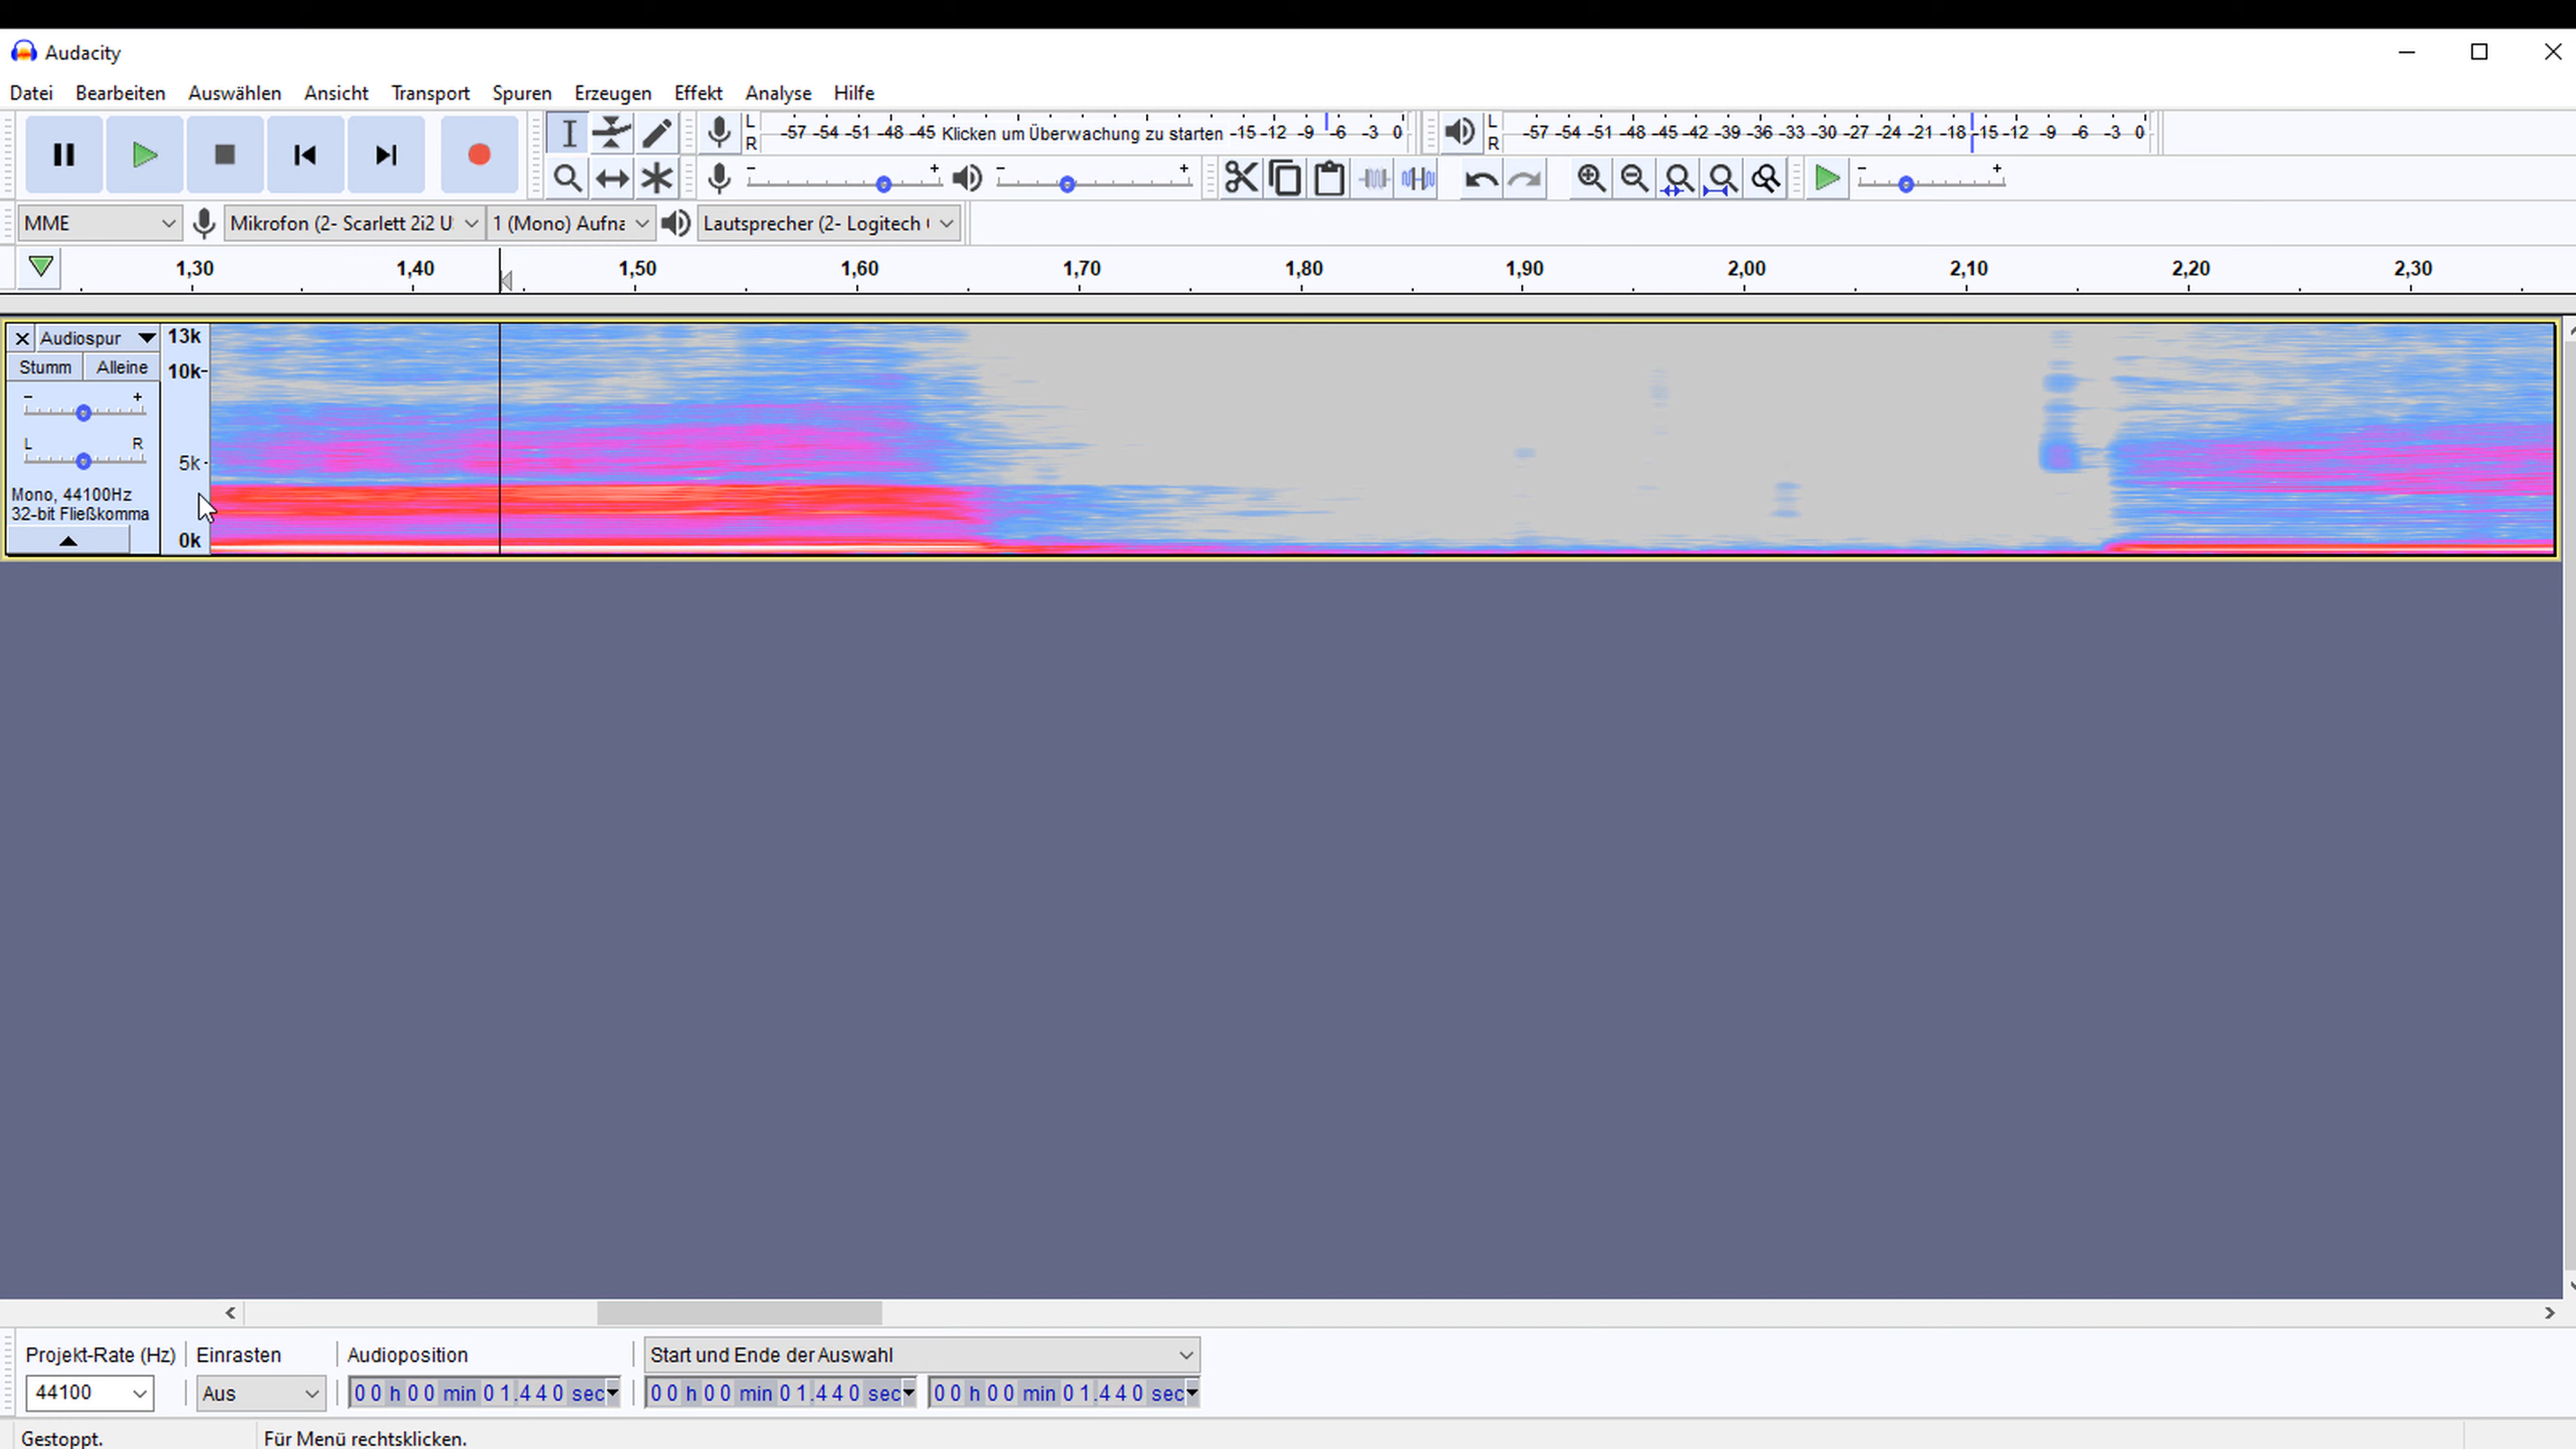 Audacity
Datei Bearbeiten Auswählen Ansicht Transport Spuren Erzeugen Effekt Analyse Hilfe
L R -57 -54 -51 -48 -45 Klicken um Überwachung zu starten -15 -12 -9 -6 -3 0 L R -57 -54 -51 -48 -45 -42 -39 -36 -33 -30 -27 -24 -21 -18 -15 -12 -9 -6 -3 0
- + - + - +
MME Mikrofon (2- Scarlett 2i2 U 1 (Mono) Aufna Lautsprecher (2- Logitech
1,30 1,40 1,50 1,60 1,70 1,80 1,90 2,00 2,10 2,20 2,30
Audiospur 13k
Stumm Alleine 10k-
- +
L R 5k-
Mono, 44100Hz
32-bit Fließkomma
0k
Projekt-Rate (Hz) Einrasten Audioposition Start und Ende der Auswahl
44100 Aus 00 h 00 min 01.440 sec 00 h 00 min 01.440 sec 00 h 00 min 01.440 sec
Gestoppt. Für Menü rechtsklicken.